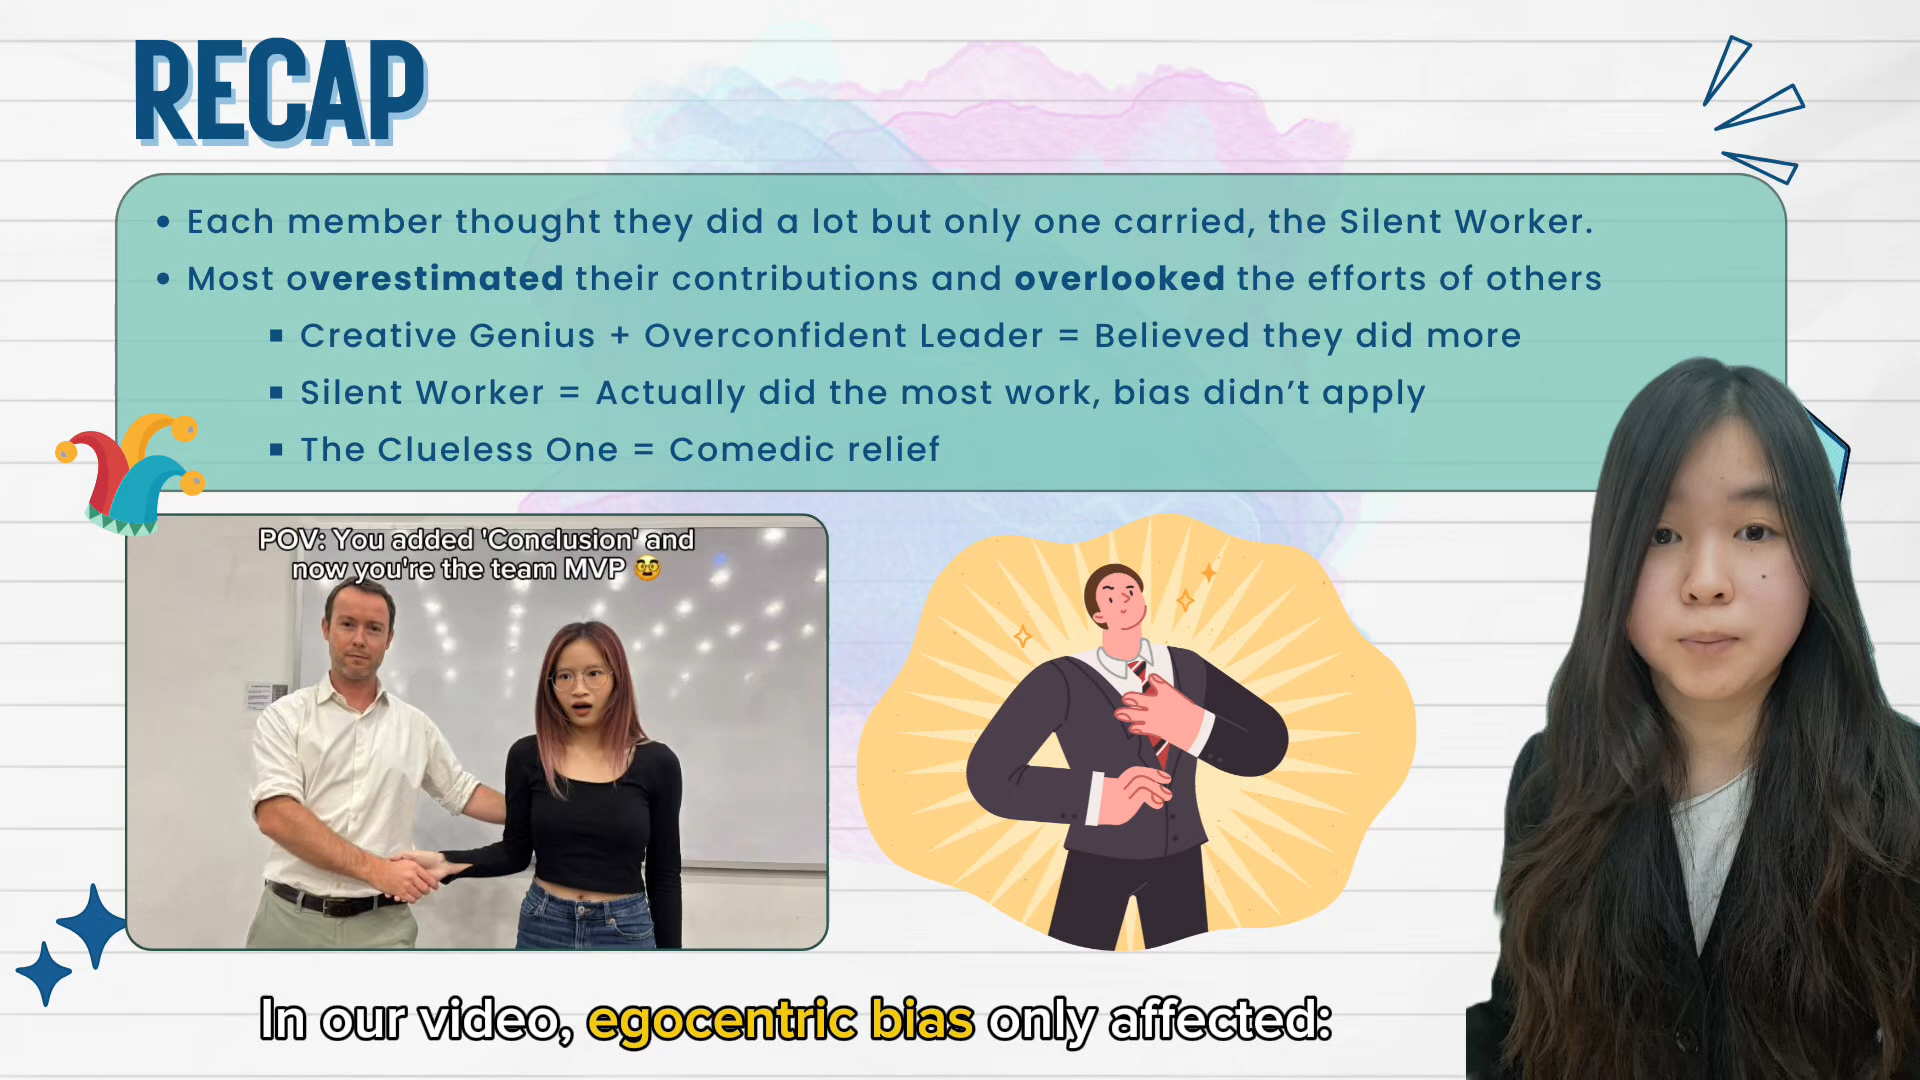 RECAP
• Each member thought they did a lot but only one carried, the Silent Worker.
• Most overestimated their contributions and overlooked the efforts of others
▪ Creative Genius + Overconfident Leader = Believed they did more
▪ Silent Worker = Actually did the most work, bias didn’t apply
▪ The Clueless One = Comedic relief
POV: You added 'Conclusion' and
now you're the team MVP 🥸
In our video, egocentric bias only affected: